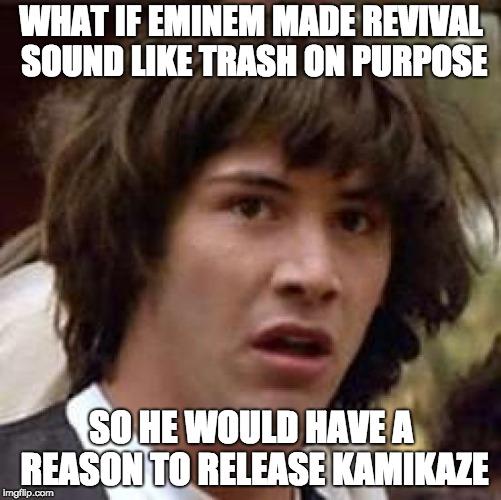 WHAT IF EMINEM MADE REVIVAL
SOUND LIKE TRASH ON PURPOSE
SO HE WOULD HAVE A
REASON TO RELEASE KAMIKAZE
imgflip.com